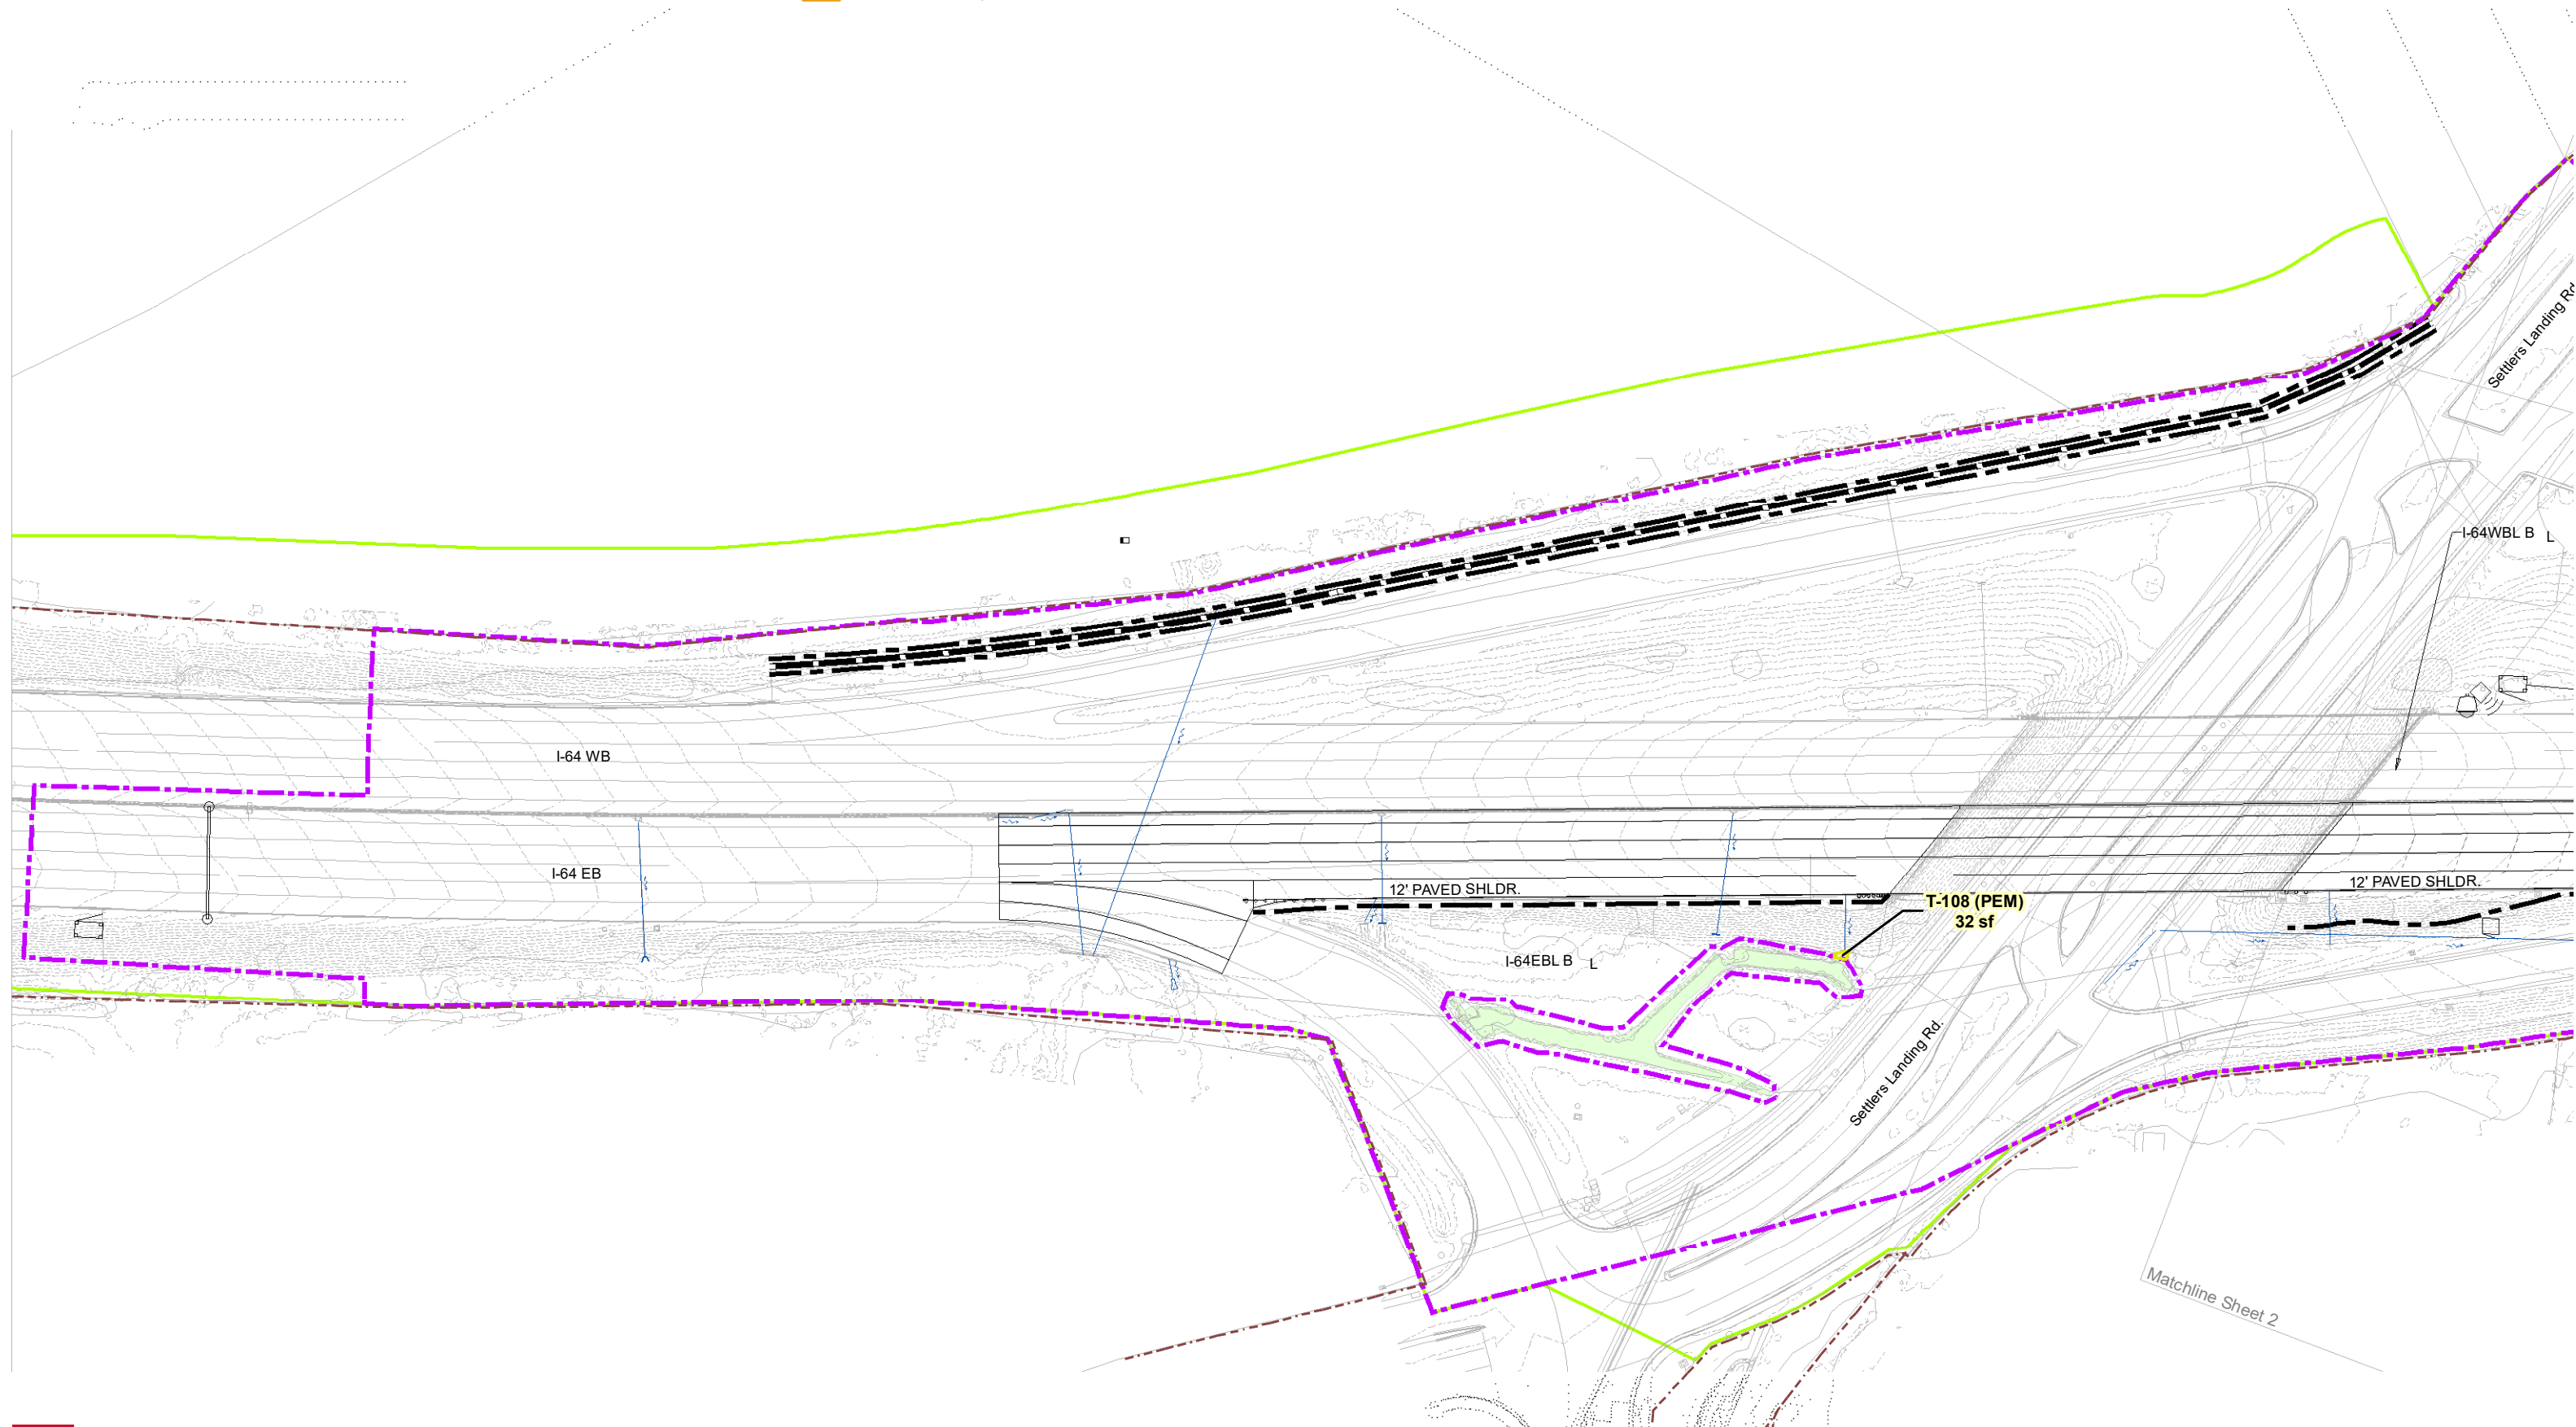 Settlers Landing Rd
I-64WBL B L
I-64 WB
I-64 EB
12' PAVED SHLDR.
12' PAVED SHLDR.
T-108 (PEM)
32 sf
I-64EBL B L
Settlers Landing Rd.
Matchline Sheet 2